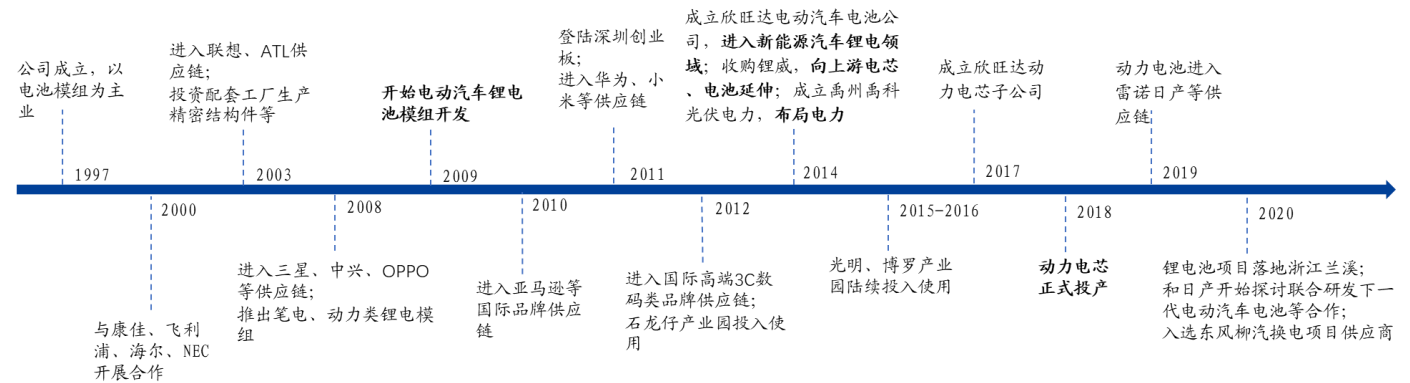 公司成立，以
电池模组为主
业
1997
2000
与康佳、飞利
浦、海尔、NEC
开展合作
进入联想、ATL供
应链；
投资配套工厂生产
精密结构件等
2003
2008
进入三星、中兴、OPPO
等供应链；
推出笔电、动力类锂电模
组
开始电动汽车锂电
池模组开发
2009
2010
进入亚马逊等
国际品牌供应
链
登陆深圳创业
板；
进入华为、小
米等供应链
2011
2012
进入国际高端3C数
码类品牌供应链；
石龙仔产业园投入使
用
成立欣旺达电动汽车电池公
司，进入新能源汽车锂电领
域；收购锂威，向上游电芯
、电池延伸；成立禹州禹科
光伏电力，布局电力
2014
2015-2016
光明、博罗产业
园陆续投入使用
成立欣旺达动
力电芯子公司
2017
2018
动力电芯
正式投产
动力电池进入
雷诺日产等供
应链
2019
2020
锂电池项目落地浙江兰溪；
和日产开始探讨联合研发下一
代电动汽车电池等合作；
入选东风柳汽换电项目供应商